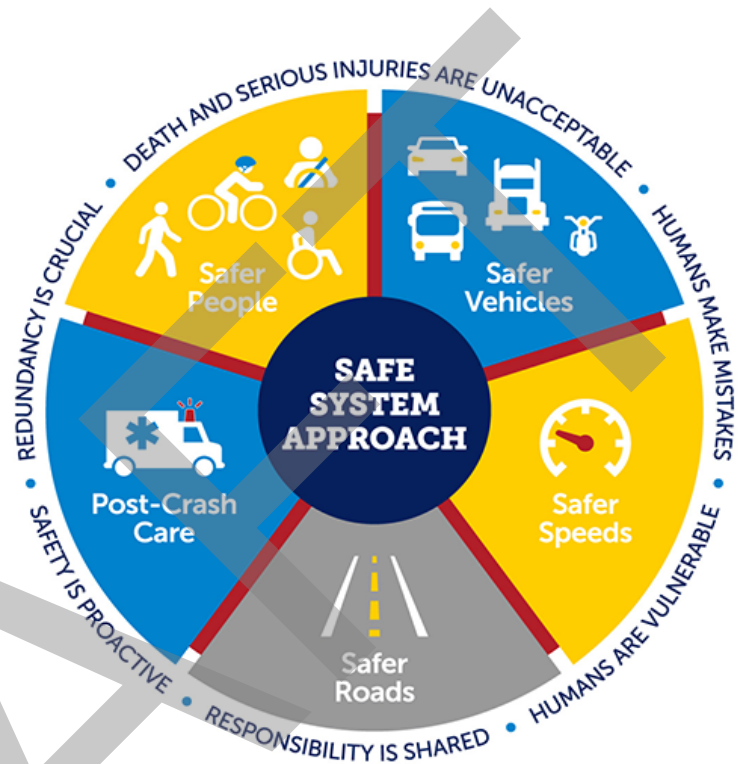 DEATH AND SERIOUS INJURIES ARE UNACCEPTABLE
HUMANS MAKE MISTAKES
HUMANS ARE VULNERABLE
RESPONSIBILITY IS SHARED
SAFETY IS PROACTIVE
REDUNDANCY IS CRUCIAL
Safer
People
Safer
Vehicles
SAFE
SYSTEM
APPROACH
Post-Crash
Care
Safer
Speeds
Safer
Roads